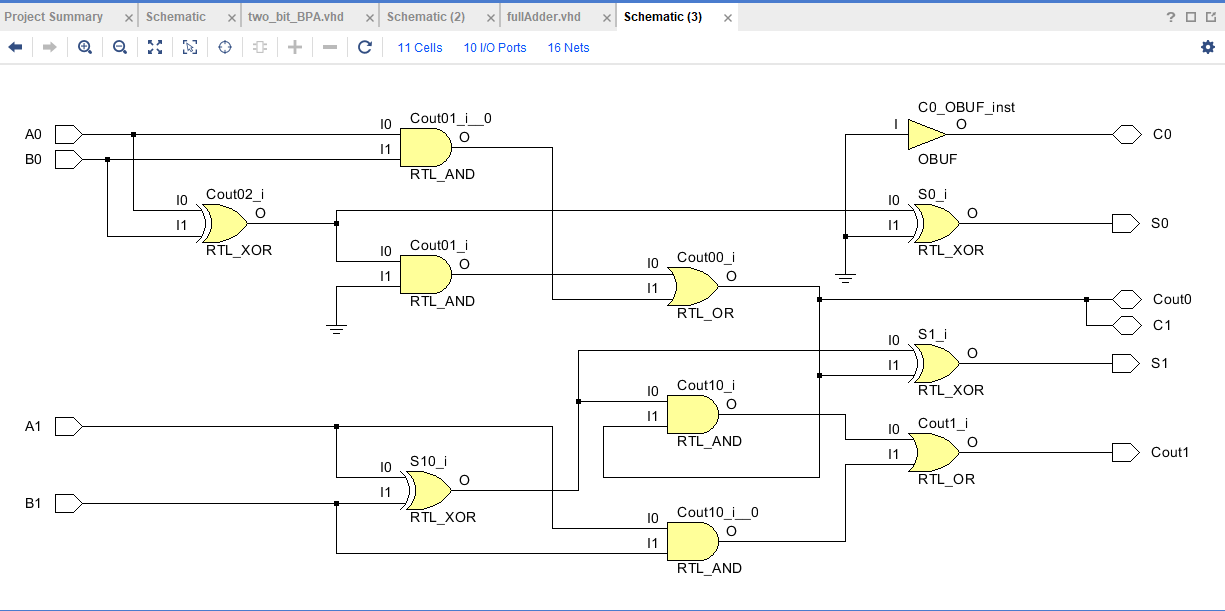 Project Summary × Schematic × two_bit_BPA.vhd × Schematic (2) × fullAdder.vhd × Schematic (3) × ?
11 Cells 10 I/O Ports 16 Nets
C0_OBUF_inst
Cout01_i__0
I0 O I O
A0 C0
I1
B0 OBUF
RTL_AND
Cout02_i S0_i
I0 O I0 O
S0
I1 I1
RTL_XOR Cout01_i RTL_XOR
I0 O Cout00_i
I0 O
I1
I1 Cout0
RTL_AND
RTL_OR C1
S1_i
I0 O
S1
I1
Cout10_i RTL_XOR
I0 O
I1 Cout1_i
A1 I0 O
RTL_AND Cout1
I1
S10_i
I0 O RTL_OR
I1
B1
RTL_XOR Cout10_i__0
I0 O
I1
RTL_AND